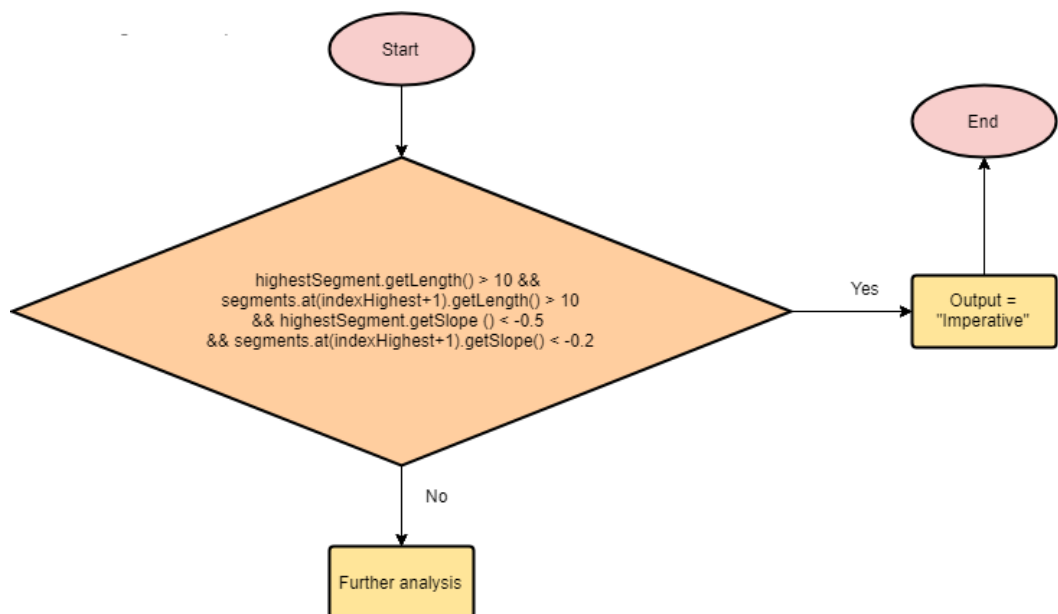 Start
End
highestSegment.getLength() > 10 &&
segments.at(indexHighest+1).getLength() > 10
&& highestSegment.getSlope () < -0.5
&& segments.at(indexHighest+1).getSlope() < -0.2
Yes
Output =
"Imperative"
No
Further analysis